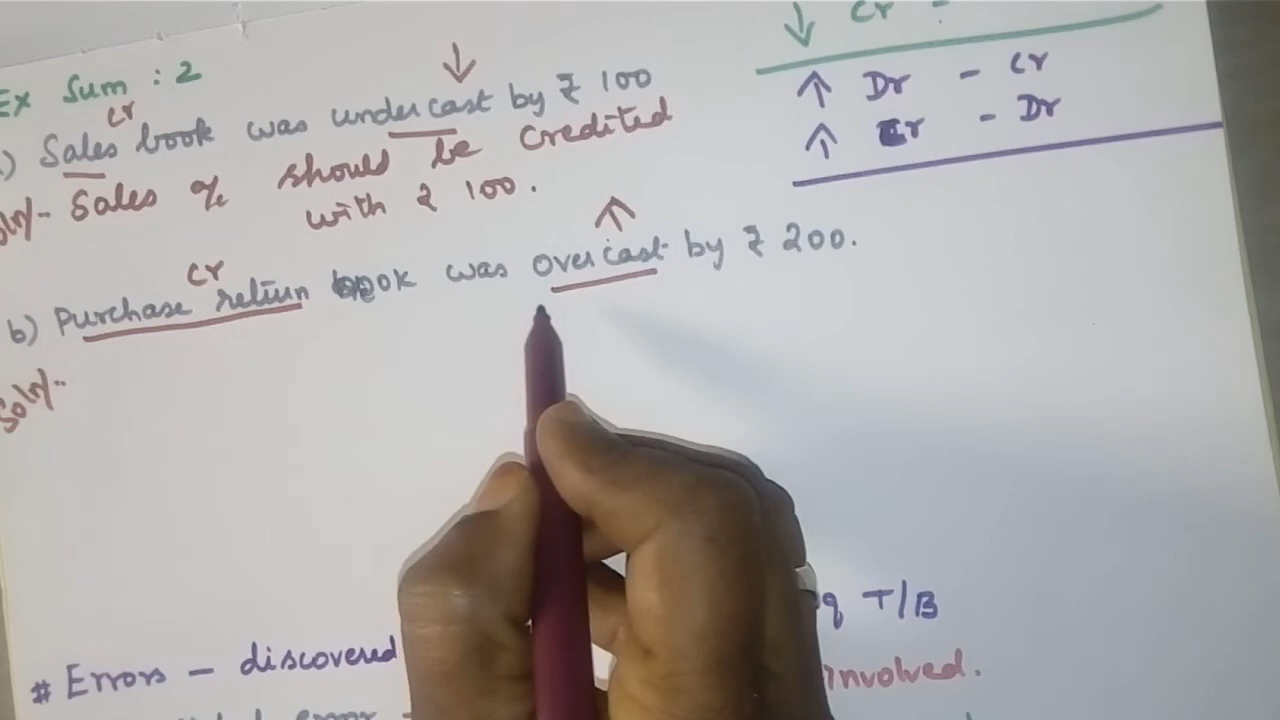 ↓ Cr -
Ex Sum : 2
↑ Dr - Cr
↑ Cr - Dr
Cr ↓
) Sales book was undercast by ₹ 100
Soln/- Sales a/c should be credited
with ₹ 100.
Cr ↑
b) Purchase return book was overcast by ₹ 200.
Soln/-
T/B
# Errors - discovered
involved.
error